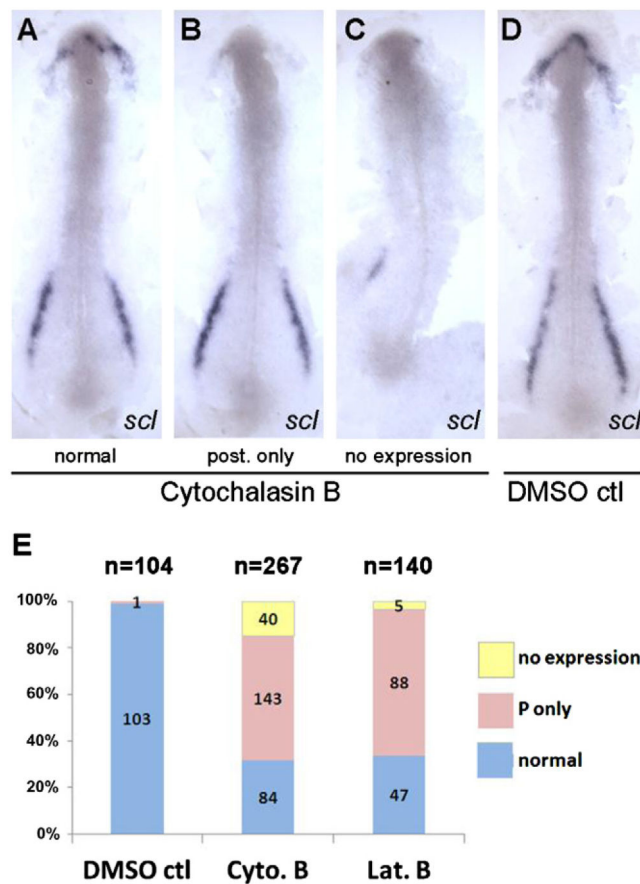 A
B
C
D
scl
scl
scl
scl
normal
post. only
no expression
Cytochalasin B
DMSO ctl
E
n=104
n=267
n=140
100%
80%
60%
40%
20%
0%
1
103
40
143
84
5
88
47
no expression
P only
normal
DMSO ctl
Cyto. B
Lat. B